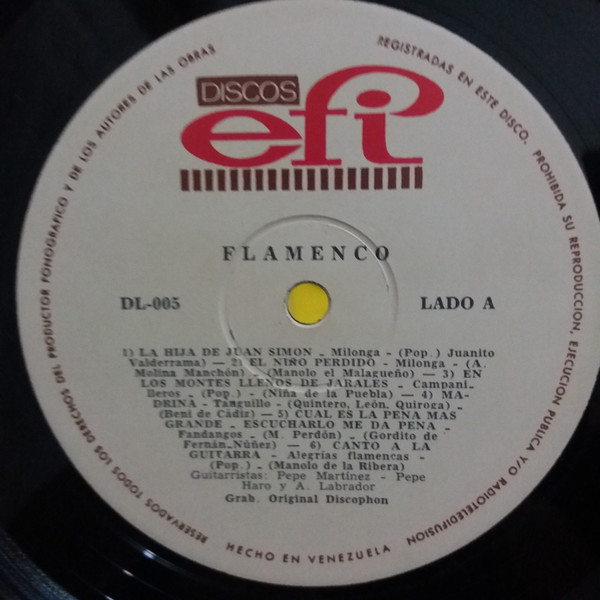 DISCOS
efi
FLAMENCO
DL-005
LADO A
1) LA HIJA DE JUAN SIMON - Milonga - (Pop.) Juanito
Valderrama) — 2) EL NIÑO PERDIDO - Milonga - (A.
Molina Manchón) - (Manolo el Malagueño) — 3) EN
LOS MONTES LLENOS DE JARALES - Campani-
lleros - (Pop.) - (Niña de la Puebla) — 4) MA-
DRINA - Tanguillo - (Quintero, León, Quiroga) -
(Beni de Cádiz) — 5) CUAL ES LA PENA MAS
GRANDE - ESCUCHARLO ME DA PENA -
Fandangos - (M. Perdón) - (Gordito de
Fernán-Núñez) — 6) CANTO A LA
GUITARRA - Alegrías flamencas -
(Pop.) - (Manolo de la Ribera)
Guitarristas: Pepe Martínez - Pepe
Haro y A. Labrador
Grab. Original Discophon
RESERVADOS TODOS LOS DERECHOS DEL PRODUCTOR FONOGRAFICO Y DE LOS AUTORES DE LAS OBRAS
REGISTRADAS EN ESTE DISCO. PROHIBIDA SU REPRODUCCION, EJECUCION PUBLICA Y/O RADIOTELEDIFUSION
HECHO EN VENEZUELA